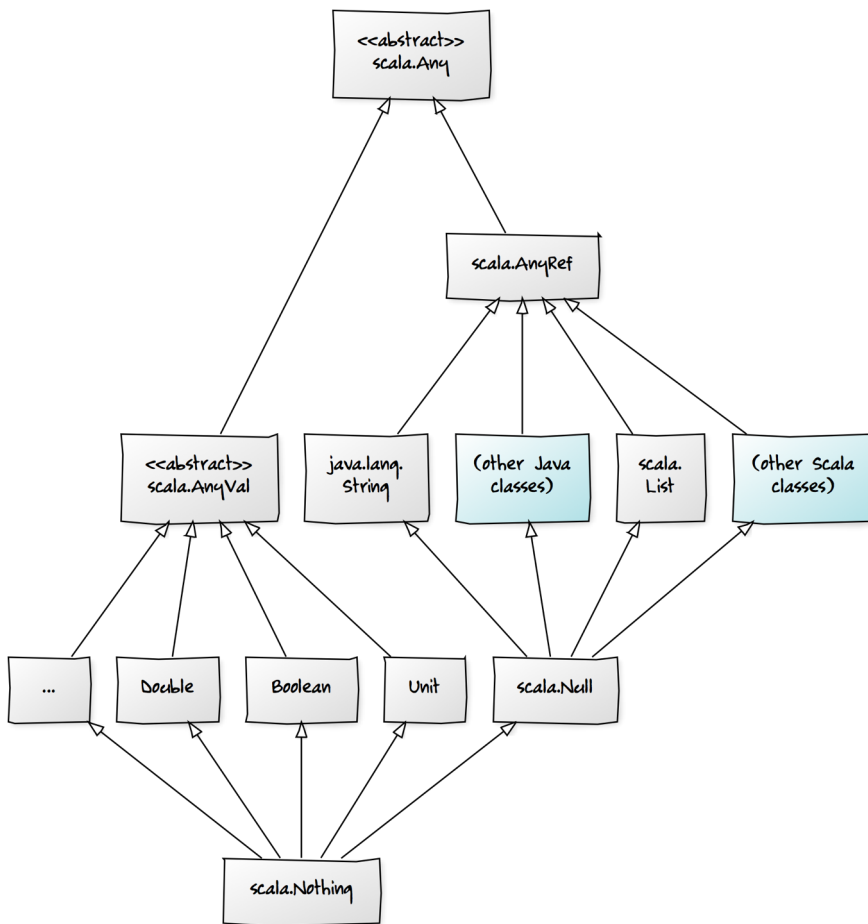 <<abstract>>
scala.Any
scala.AnyRef
<<abstract>>
scala.AnyVal
java.lang.
String
(other Java
classes)
scala.
List
(other Scala
classes)
...
Double
Boolean
Unit
scala.Null
scala.Nothing